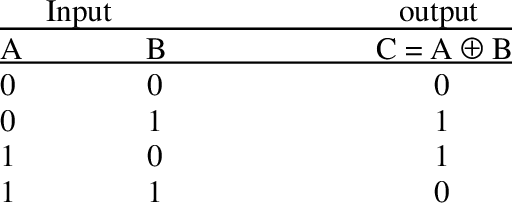 Input output
A B C = A ⊕ B
0 0 0
0 1 1
1 0 1
1 1 0